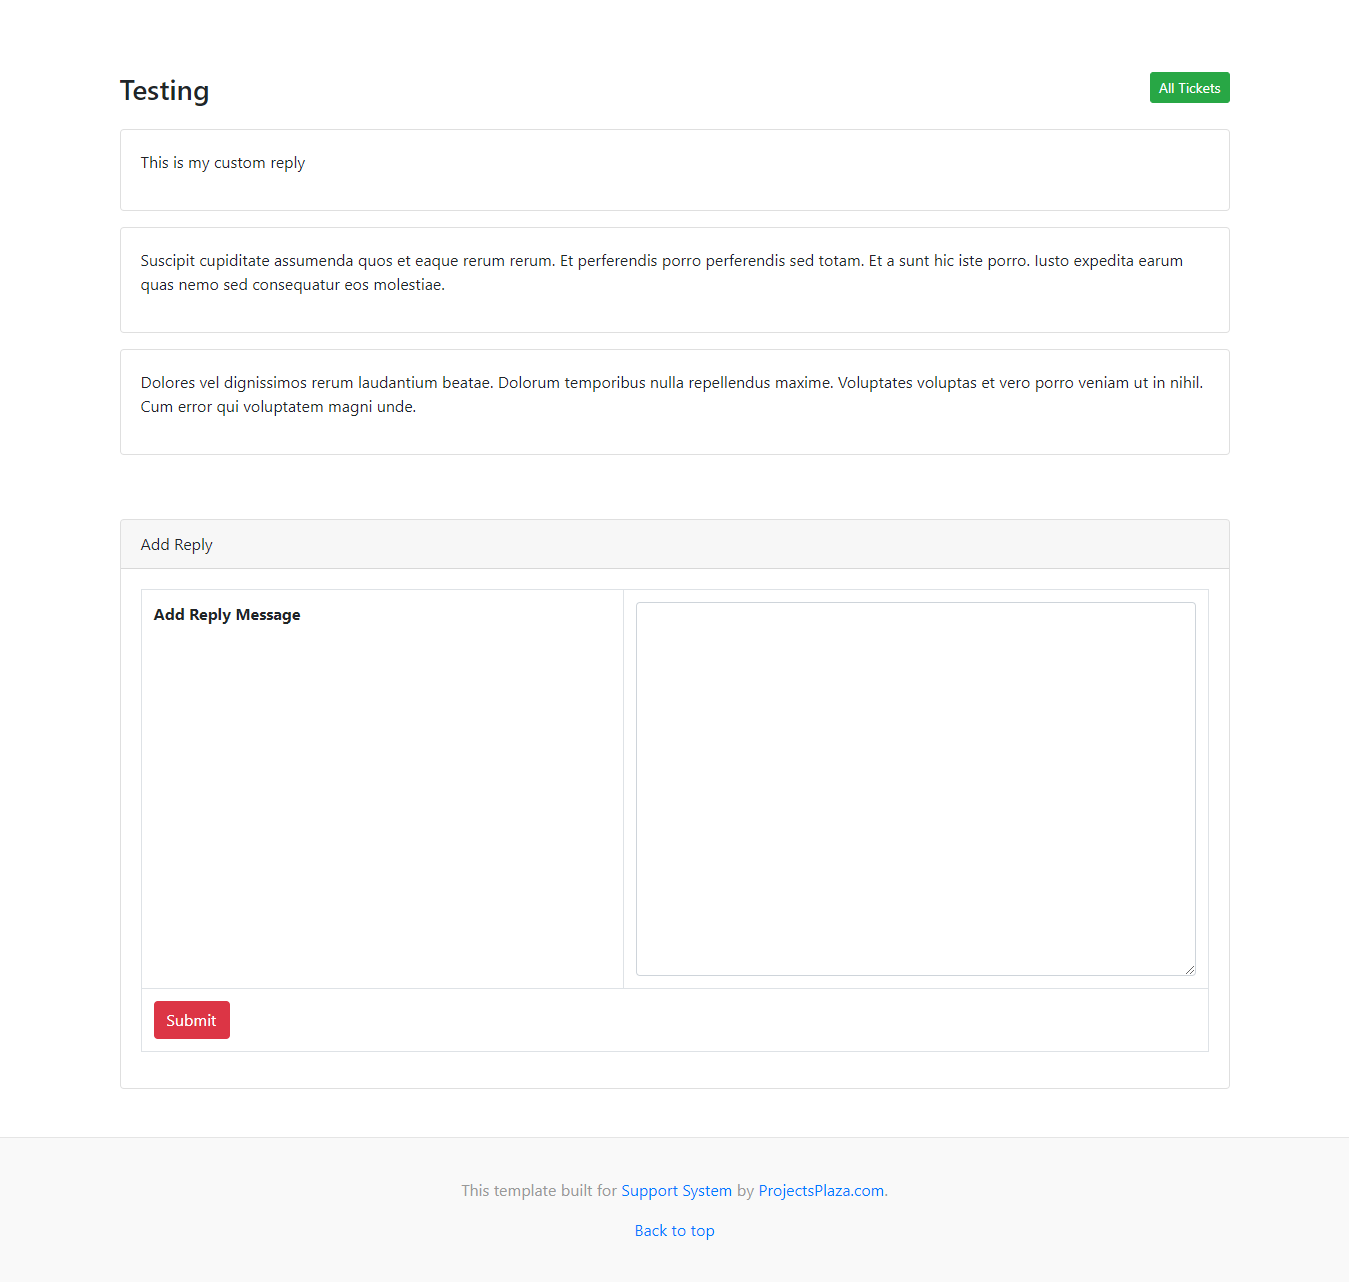 Testing
All Tickets
This is my custom reply
Suscipit cupiditate assumenda quos et eaque rerum rerum. Et perferendis porro perferendis sed totam. Et a sunt hic iste porro. Iusto expedita earum
quas nemo sed consequatur eos molestiae.
Dolores vel dignissimos rerum laudantium beatae. Dolorum temporibus nulla repellendus maxime. Voluptates voluptas et vero porro veniam ut in nihil.
Cum error qui voluptatem magni unde.
Add Reply
Add Reply Message
Submit
This template built for Support System by ProjectsPlaza.com.
Back to top